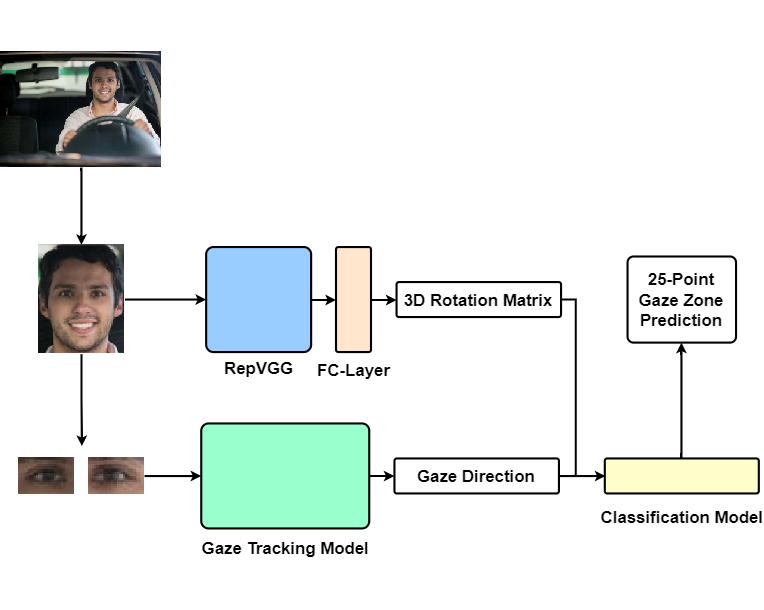 3D Rotation Matrix
25-Point
Gaze Zone
Prediction
RepVGG
FC-Layer
Gaze Direction
Classification Model
Gaze Tracking Model